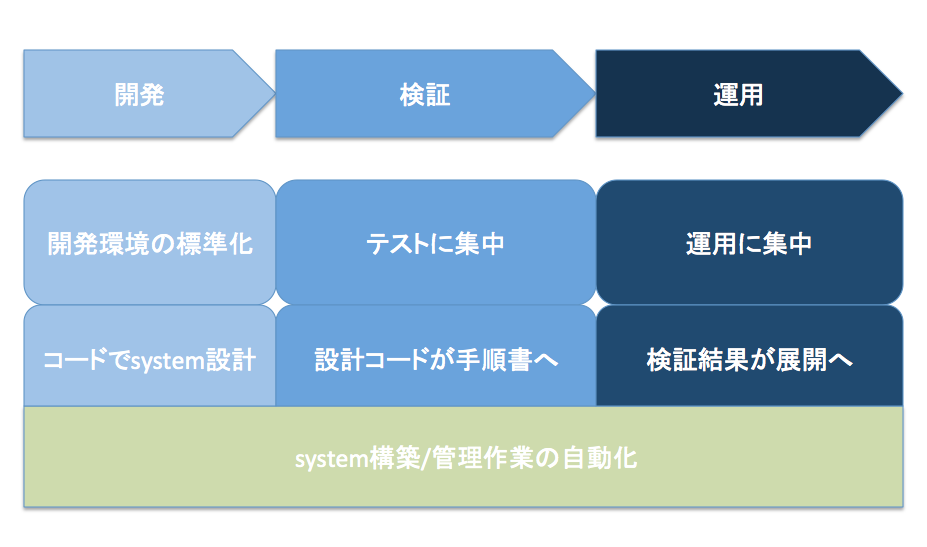 開発
検証
運用
開発環境の標準化
テストに集中
運用に集中
コードでsystem設計
設計コードが手順書へ
検証結果が展開へ
system構築/管理作業の自動化